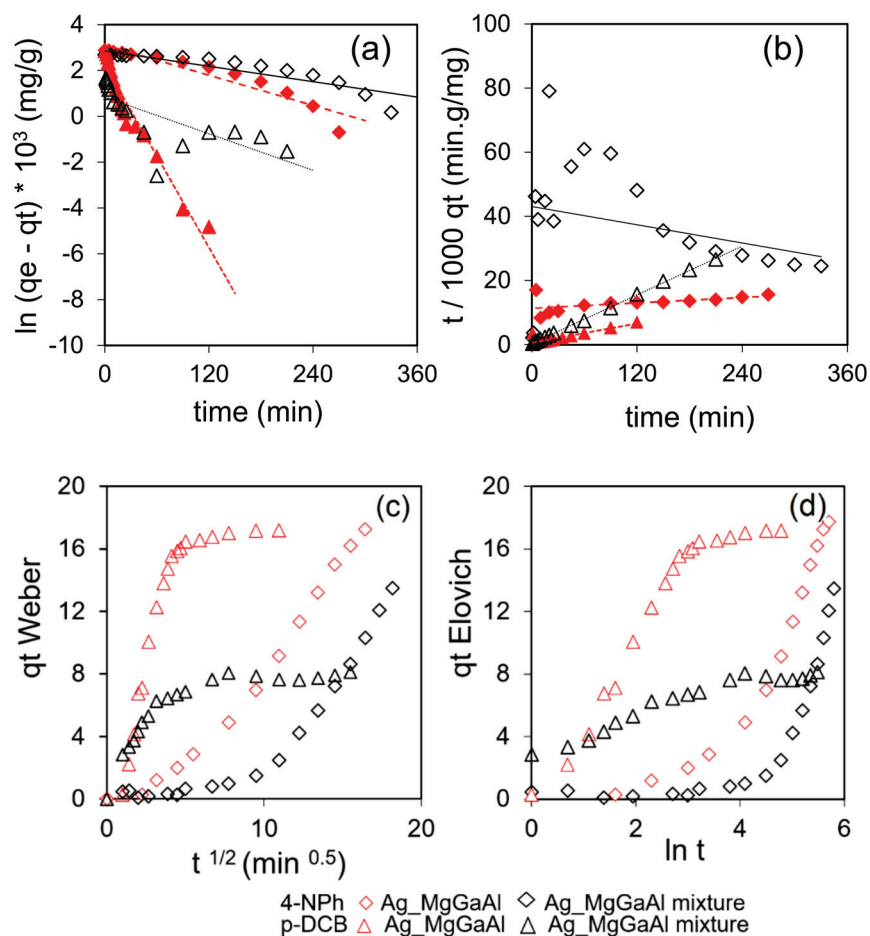 (a)
ln (qe - qt) * 10³ (mg/g)
4
2
0
-2
-4
-6
-8
-10
0 120 240 360
time (min)
(b)
t / 1000 qt (min.g/mg)
100
80
60
40
20
0
0 120 240 360
time (min)
(c)
qt Weber
20
16
12
8
4
0
0 10 20
t ^1/2 (min ^0.5)
(d)
qt Elovich
20
16
12
8
4
0
0 2 4 6
ln t
4-NPh ◇ Ag_MgGaAl ◇ Ag_MgGaAl mixture
p-DCB △ Ag_MgGaAl △ Ag_MgGaAl mixture